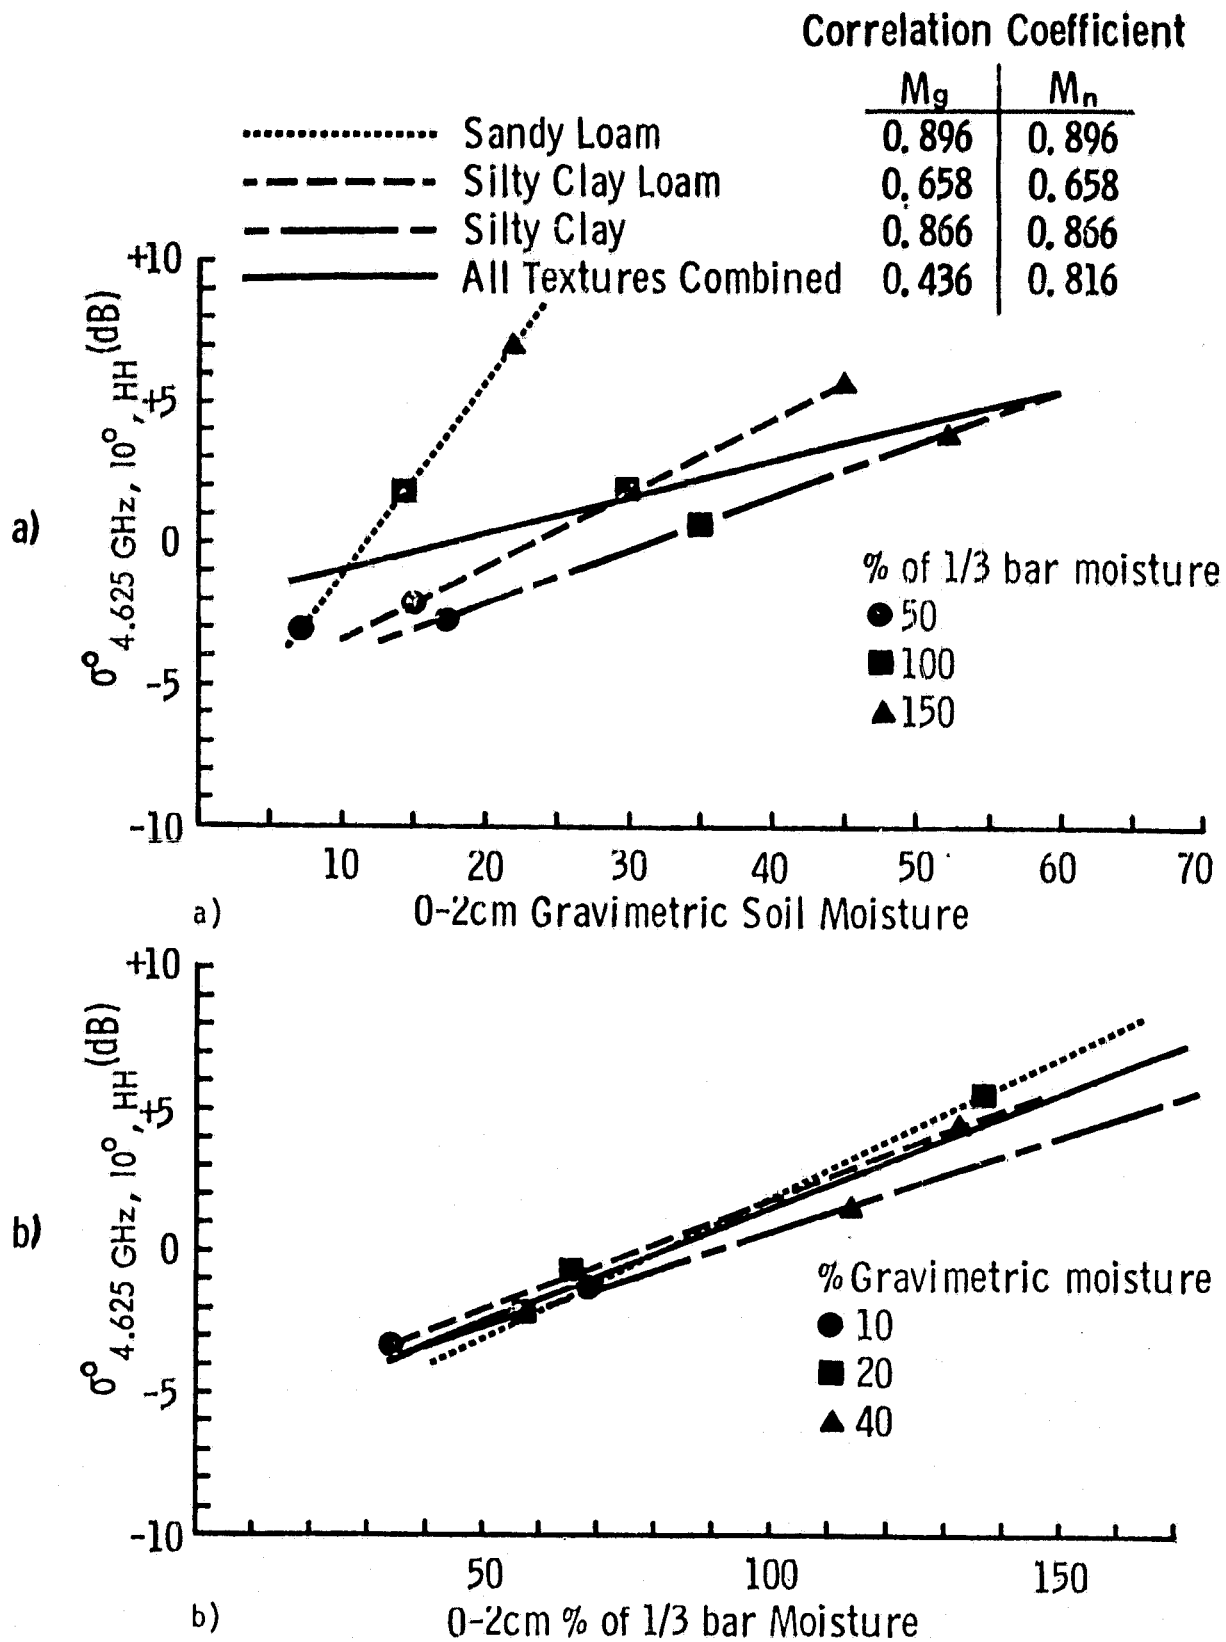 Correlation Coefficient
Mg Mn
Sandy Loam 0.896 0.896
Silty Clay Loam 0.658 0.658
Silty Clay 0.866 0.866
All Textures Combined 0.436 0.816
+10
+5
0
-5
-10
σ° 4.625 GHz, 10°, HH (dB)
a)
% of 1/3 bar moisture
50
100
150
10 20 30 40 50 60 70
a) 0-2cm Gravimetric Soil Moisture
+10
+5
0
-5
-10
σ° 4.625 GHz, 10°, HH (dB)
b)
% Gravimetric moisture
10
20
40
50 100 150
b) 0-2cm % of 1/3 bar Moisture